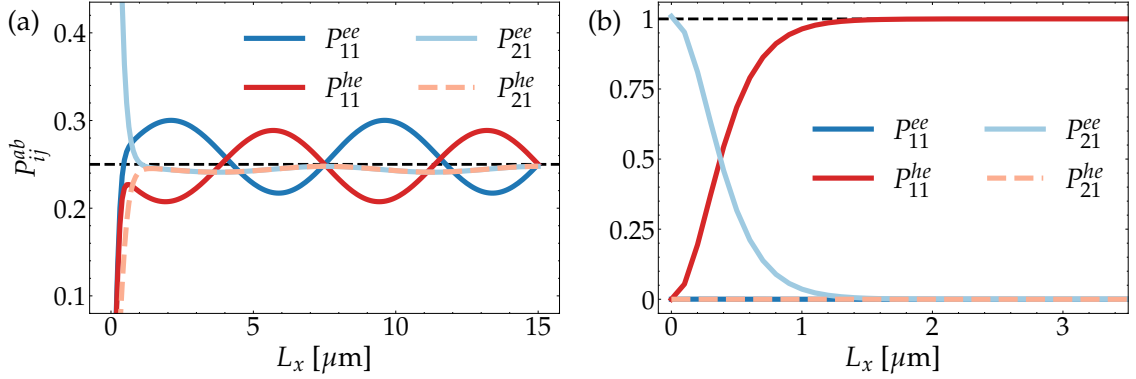 (a)
0.4
0.3
0.2
0.1
P_{ij}^{ab}
P_{11}^{ee}
P_{21}^{ee}
P_{11}^{he}
P_{21}^{he}
0 5 10 15
L_x [μm]
(b)
1
0.75
0.5
0.25
0
P_{11}^{ee}
P_{21}^{ee}
P_{11}^{he}
P_{21}^{he}
0 1 2 3
L_x [μm]